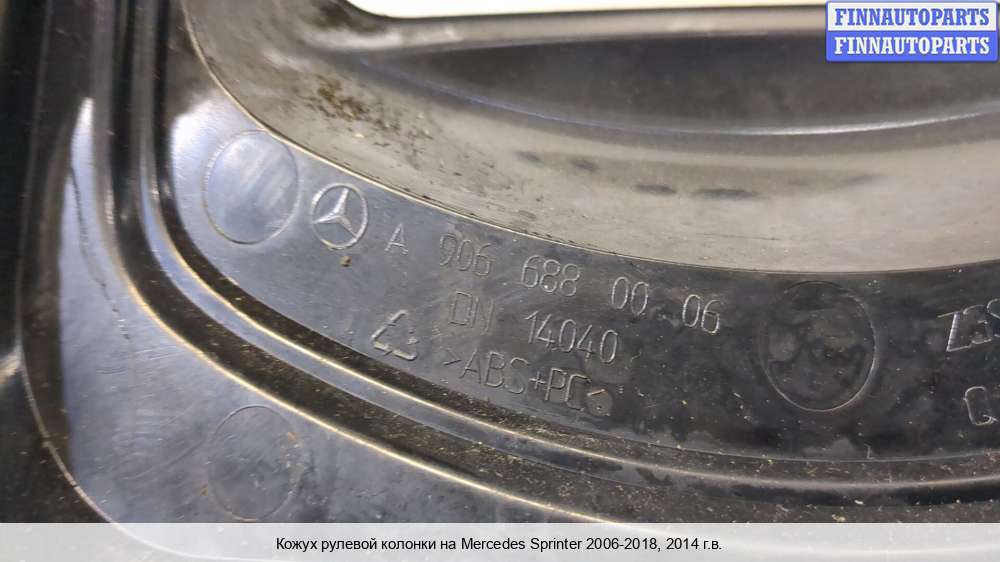 FINNAUTOPARTS
FINNAUTOPARTS
A 906 688 00 06
DN 14040
>ABS+PC<
Кожух рулевой колонки на Mercedes Sprinter 2006-2018, 2014 г.в.